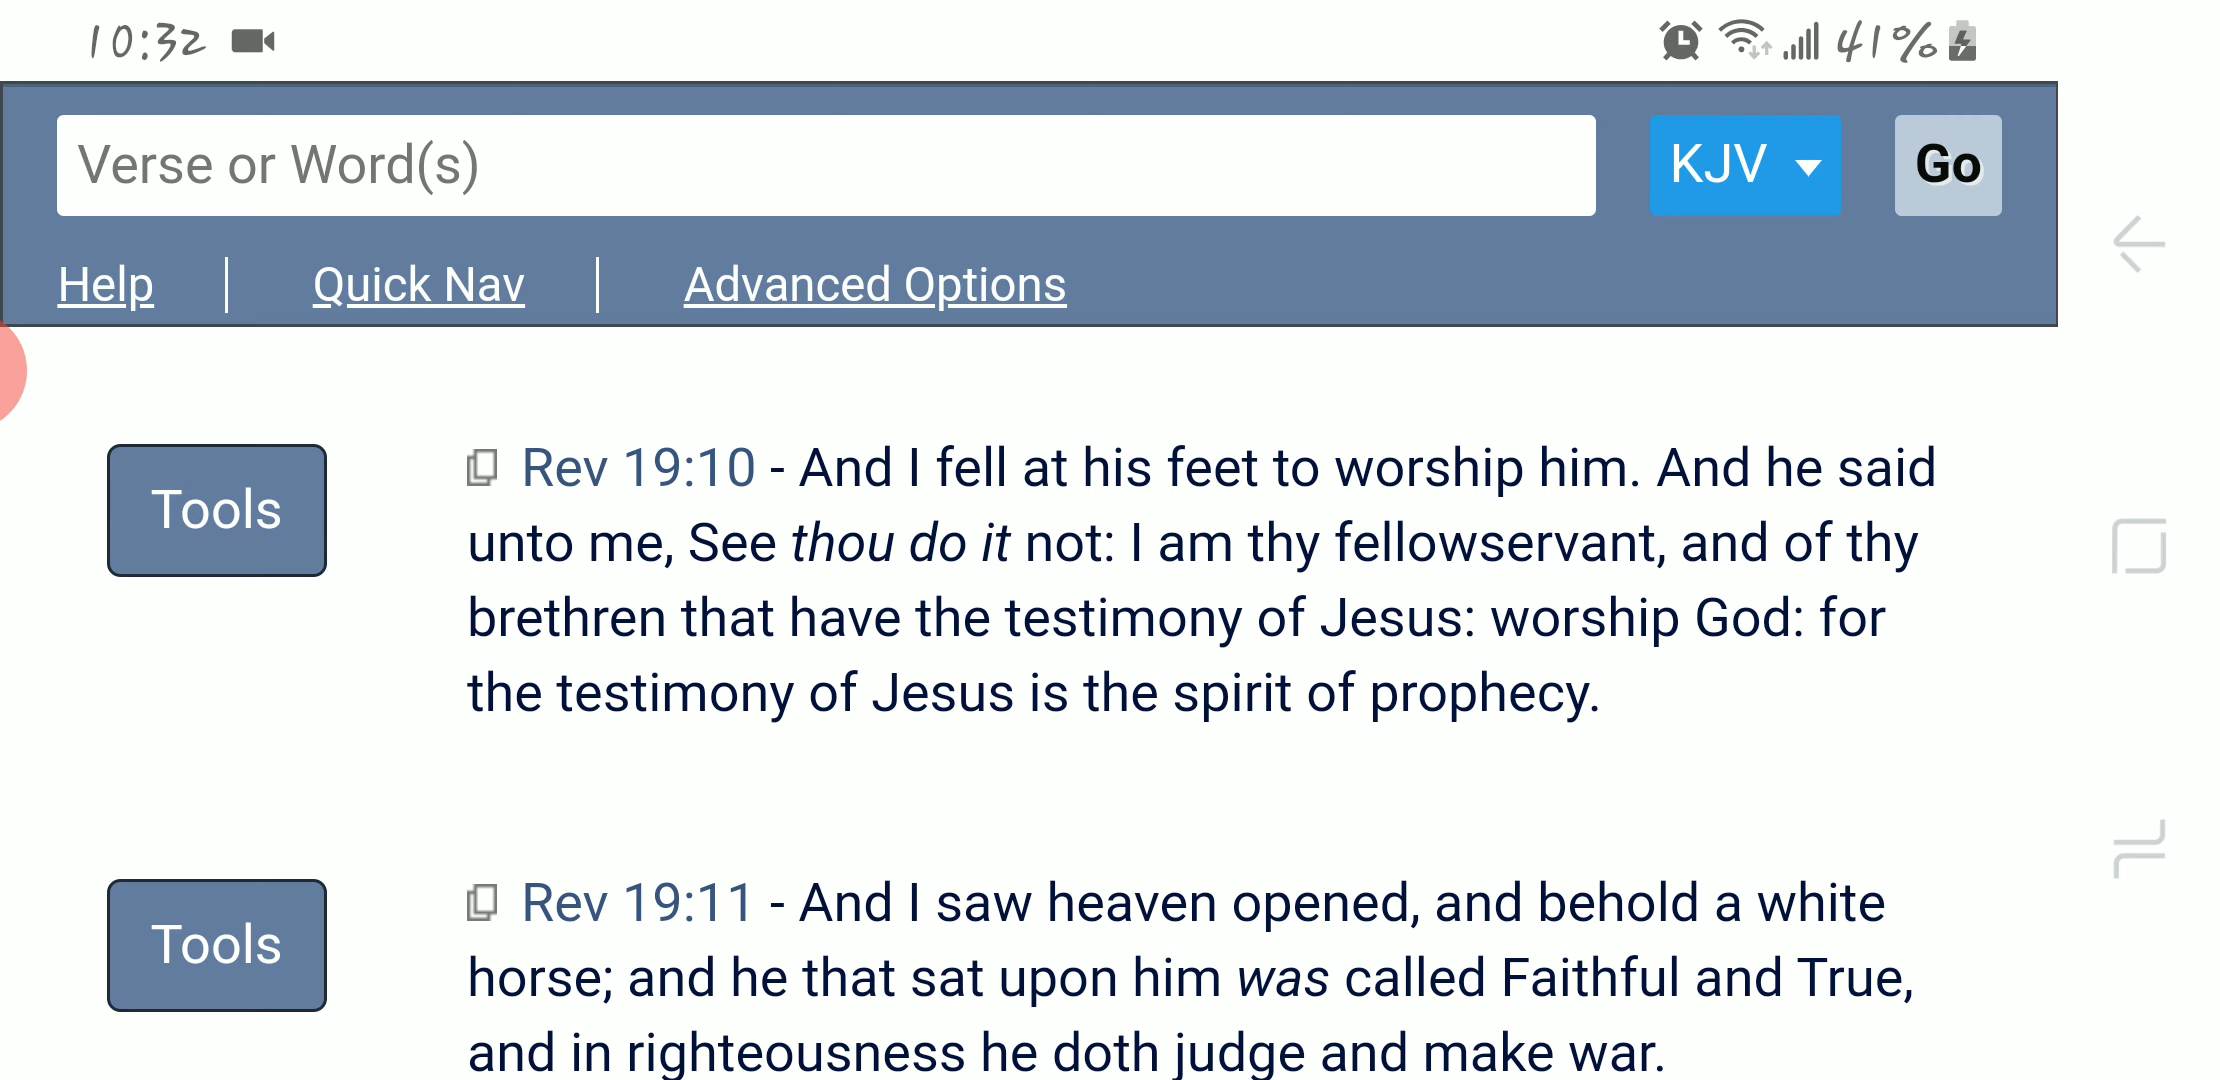 10:32 41%
Verse or Word(s) KJV Go
Help | Quick Nav | Advanced Options
Tools
Rev 19:10 - And I fell at his feet to worship him. And he said
unto me, See thou do it not: I am thy fellowservant, and of thy
brethren that have the testimony of Jesus: worship God: for
the testimony of Jesus is the spirit of prophecy.
Tools
Rev 19:11 - And I saw heaven opened, and behold a white
horse; and he that sat upon him was called Faithful and True,
and in righteousness he doth judge and make war.